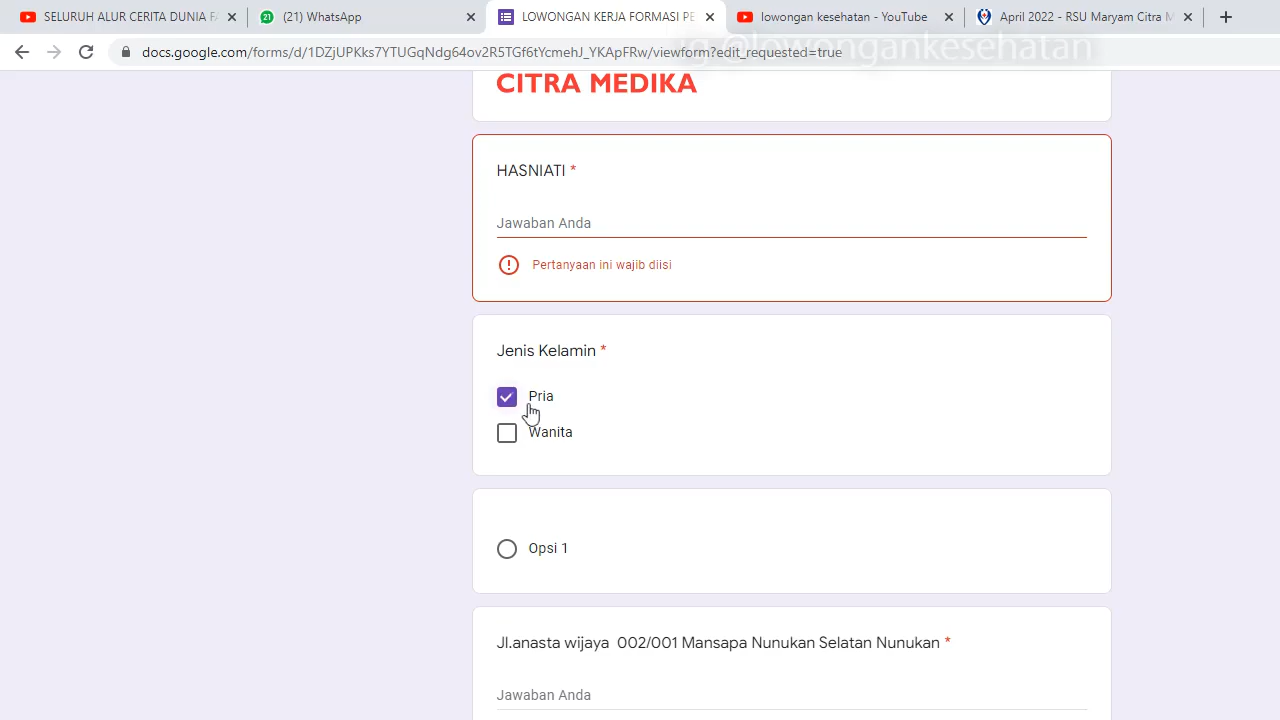 SELURUH ALUR CERITA DUNIA FA
(21) WhatsApp
LOWONGAN KERJA FORMASI PE
lowongan kesehatan - YouTube
April 2022 - RSU Maryam Citra M
docs.google.com/forms/d/1DZjUPKks7YTUGqNdg64ov2R5TGf6tYcmehJ_YKApFRw/viewform?edit_requested=true
ig @lowongankesehatan
CITRA MEDIKA
HASNIATI *
Jawaban Anda
Pertanyaan ini wajib diisi
Jenis Kelamin *
Pria
Wanita
Opsi 1
Jl.anasta wijaya 002/001 Mansapa Nunukan Selatan Nunukan *
Jawaban Anda